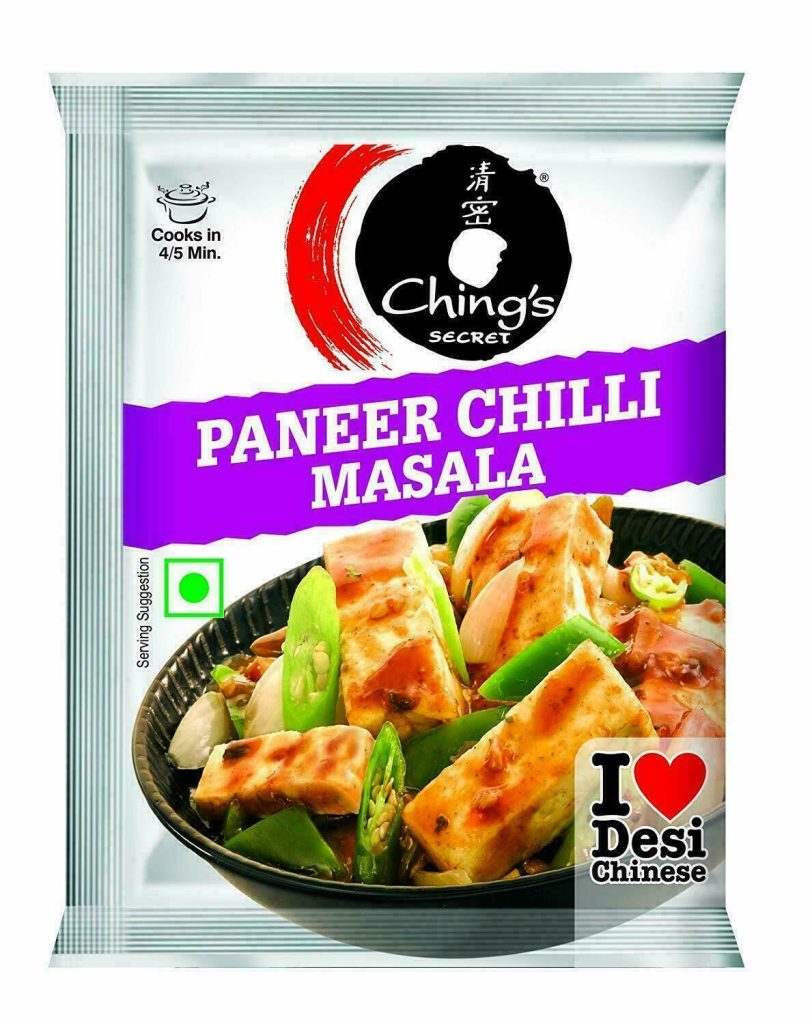 清
密
®
Ching's
SECRET
Cooks in
4/5 Min.
PANEER CHILLI
MASALA
Serving Suggestion
I ♥
Desi
Chinese